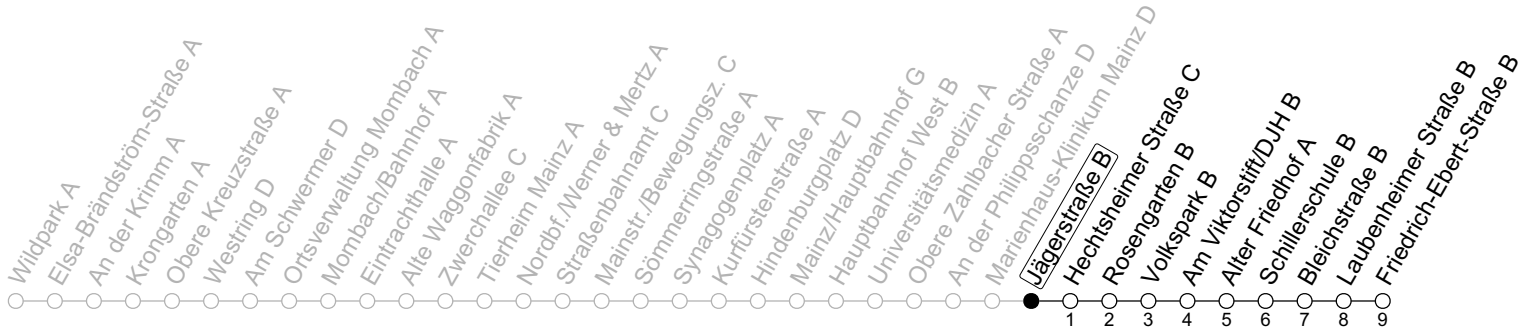 Wildpark A
Elsa-Brändström-Straße A
An der Krimm A
Krongarten A
Obere Kreuzstraße A
Westring D
Am Schwermer D
Ortsverwaltung Mombach A
Mombach/Bahnhof A
Eintrachthalle A
Alte Waggonfabrik A
Zwerchallee C
Tierheim Mainz A
Nordbf./Werner & Mertz A
Straßenbahnamt C
Mainstr./Bewegungsz. C
Sömmerringstraße A
Synagogenplatz A
Kurfürstenstraße A
Hindenburgplatz D
Mainz/Hauptbahnhof G
Hauptbahnhof West B
Universitätsmedizin A
Obere Zahlbacher Straße A
An der Philippsschanze D
Marienhaus-Klinikum Mainz D
Jägerstraße B
Hechtsheimer Straße C
Rosengarten B
Volkspark B
Am Viktorstift/DJH B
Alter Friedhof A
Schillerschule B
Bleichstraße B
Laubenheimer Straße B
Friedrich-Ebert-Straße B
1 2 3 4 5 6 7 8 9